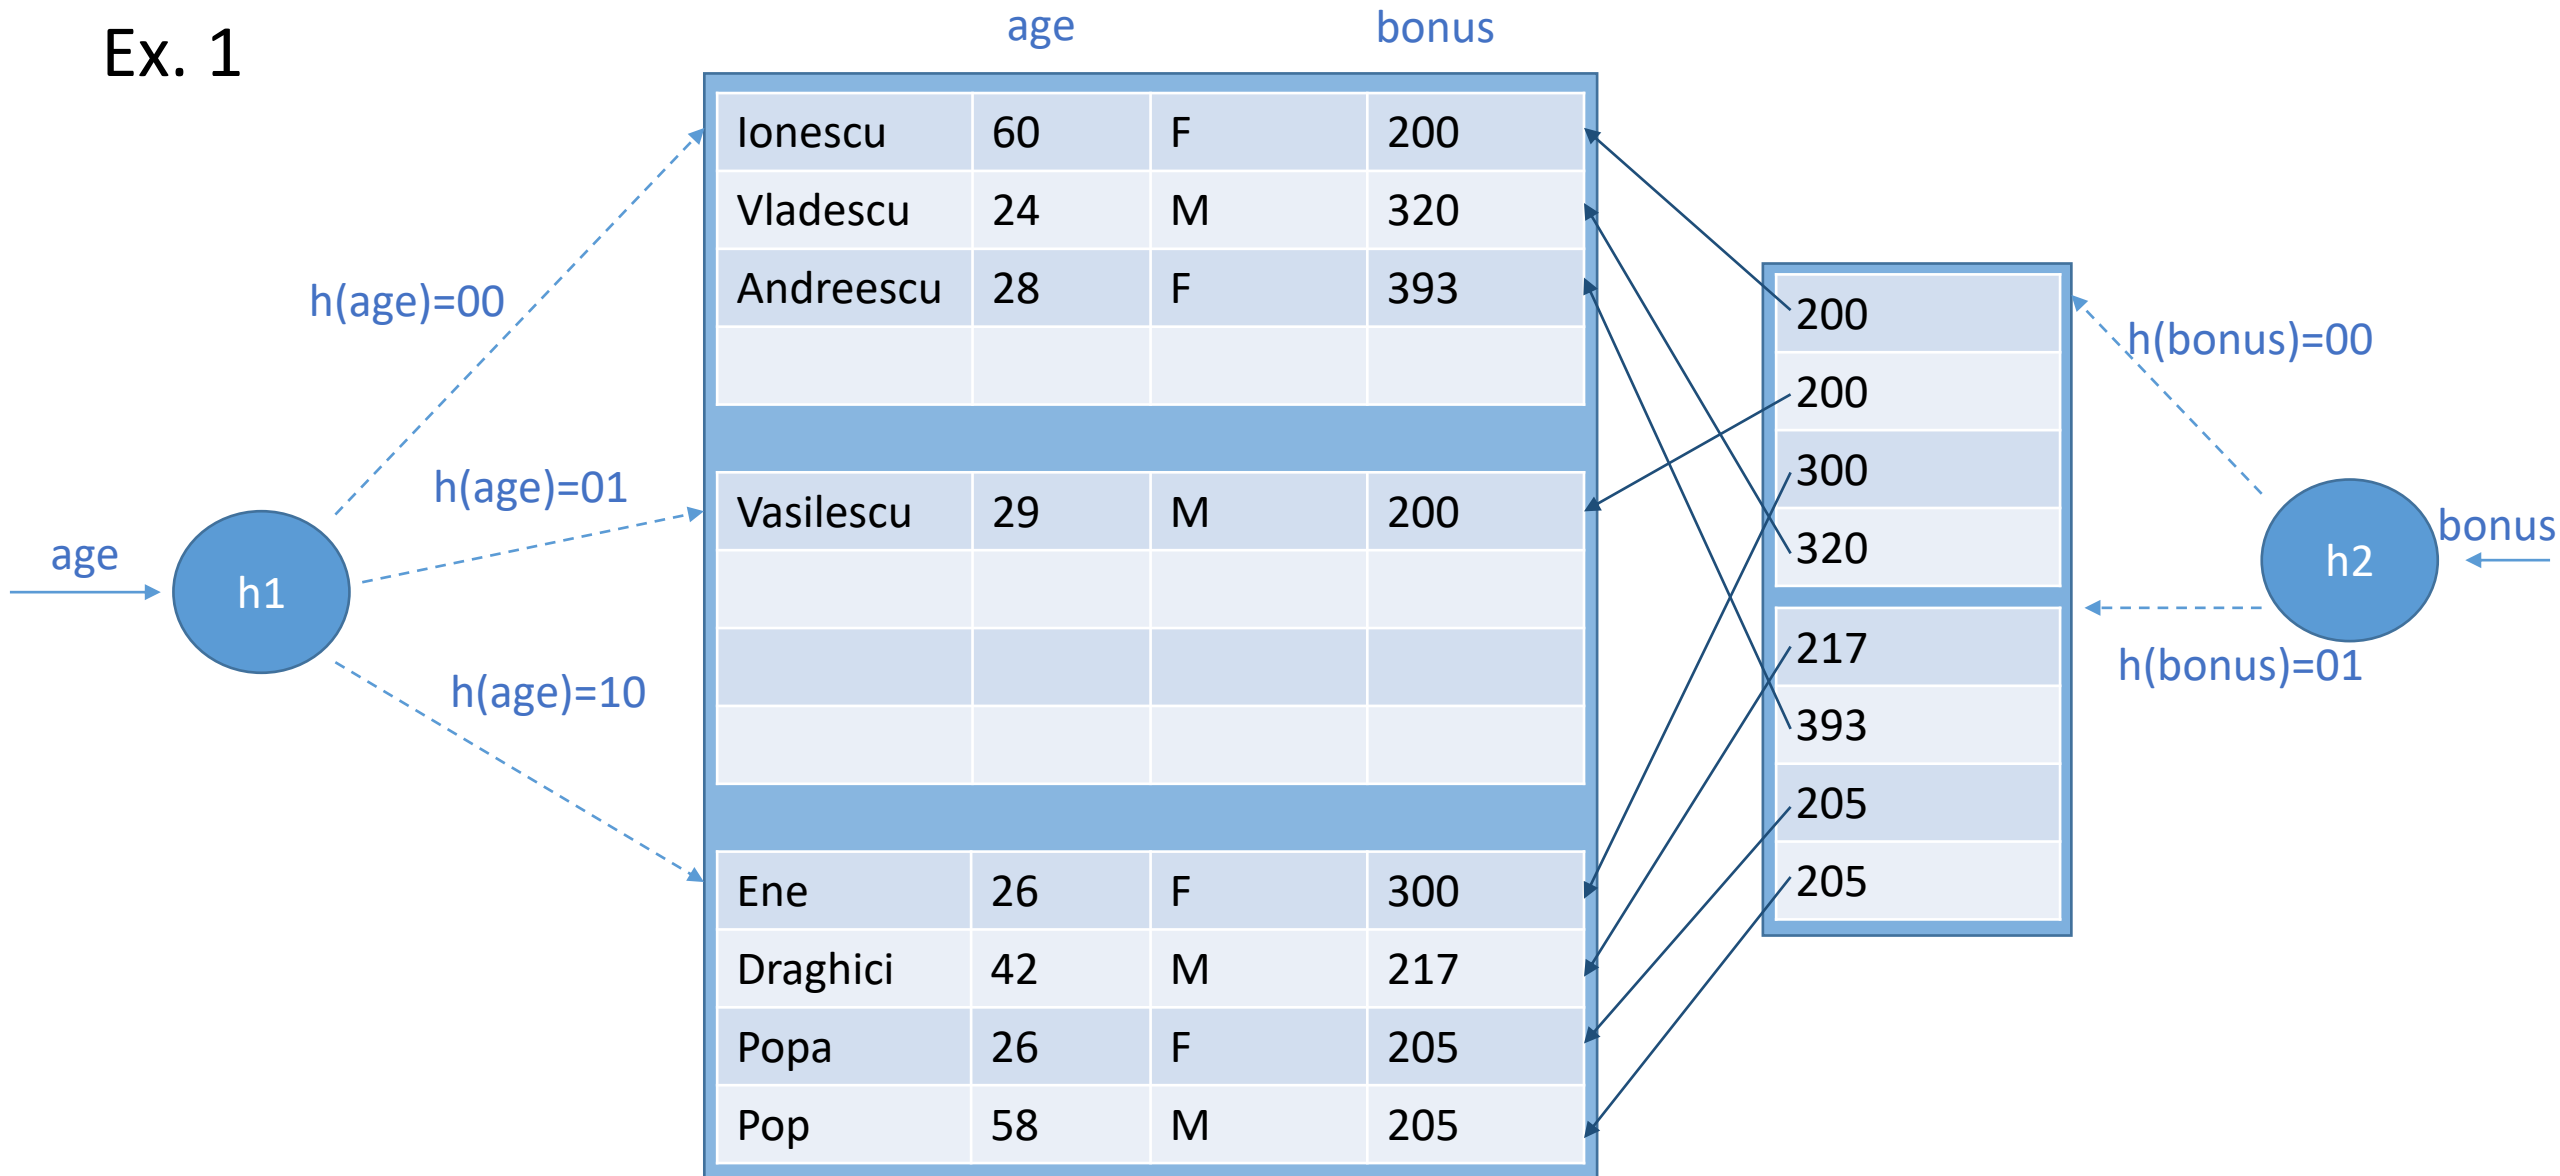 Ex. 1
age bonus
Ionescu 60 F 200
Vladescu 24 M 320
Andreescu 28 F 393
Vasilescu 29 M 200
Ene 26 F 300
Draghici 42 M 217
Popa 26 F 205
Pop 58 M 205
h(age)=00
h(age)=01
h(age)=10
age
h1
200
200
300
320
217
393
205
205
h(bonus)=00
h(bonus)=01
h2
bonus